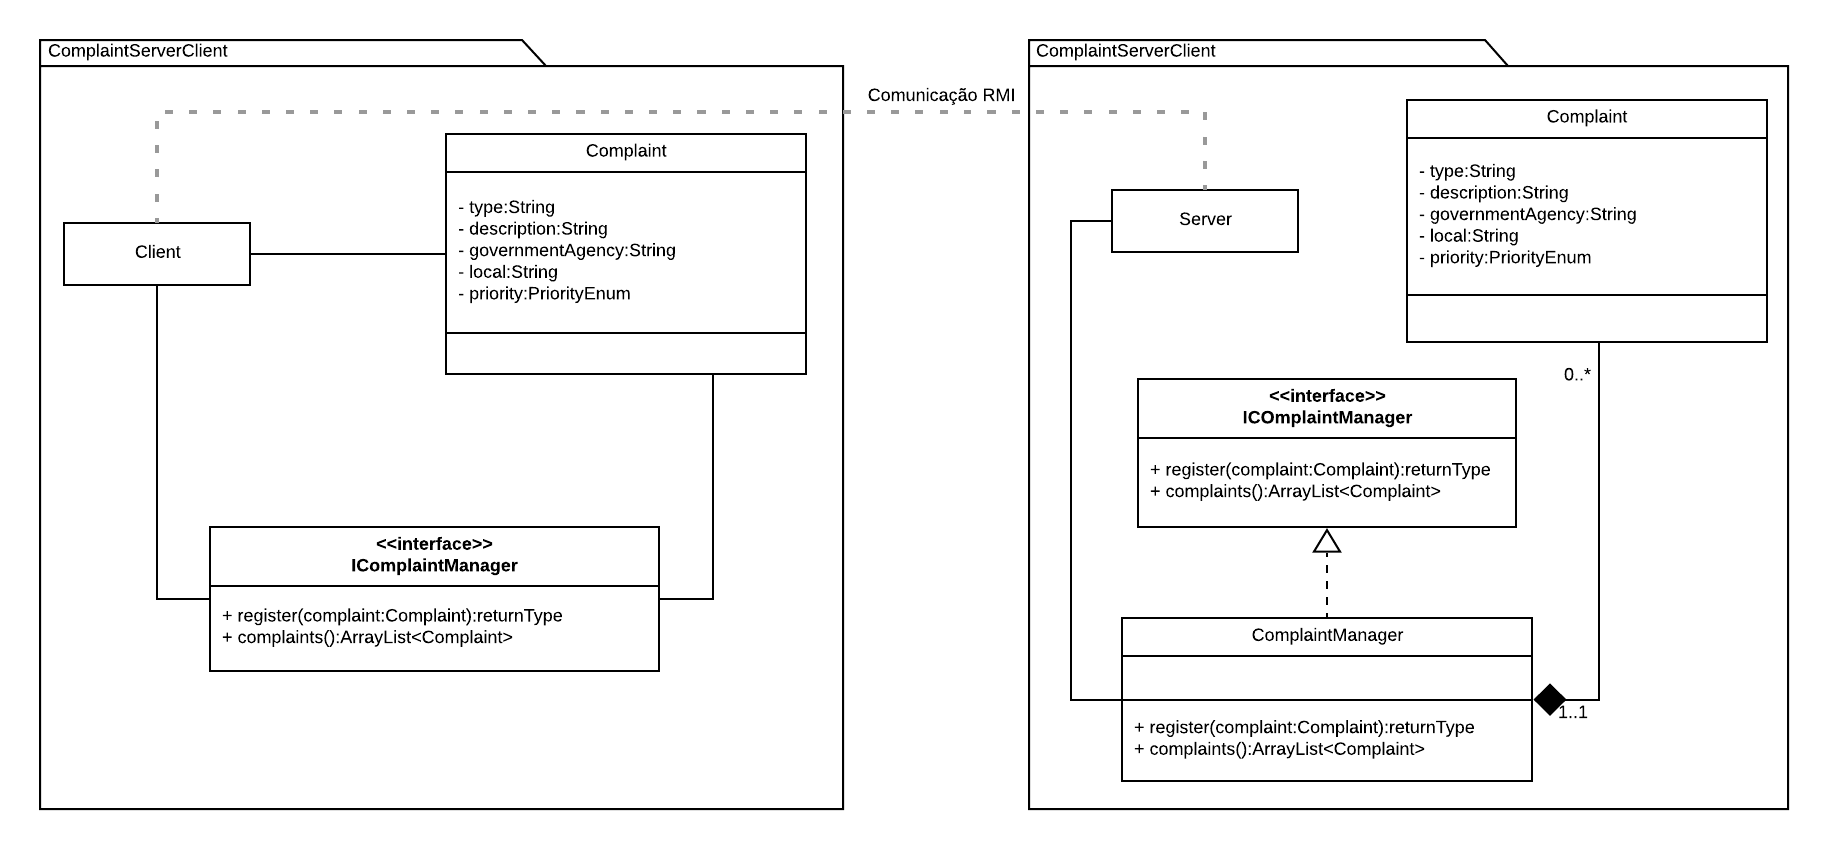 ComplaintServerClient
Client
Complaint
- type:String
- description:String
- governmentAgency:String
- local:String
- priority:PriorityEnum
<<interface>>
IComplaintManager
+ register(complaint:Complaint):returnType
+ complaints():ArrayList<Complaint>
Comunicação RMI
ComplaintServerClient
Server
Complaint
- type:String
- description:String
- governmentAgency:String
- local:String
- priority:PriorityEnum
0..*
<<interface>>
ICOmplaintManager
+ register(complaint:Complaint):returnType
+ complaints():ArrayList<Complaint>
ComplaintManager
1..1
+ register(complaint:Complaint):returnType
+ complaints():ArrayList<Complaint>